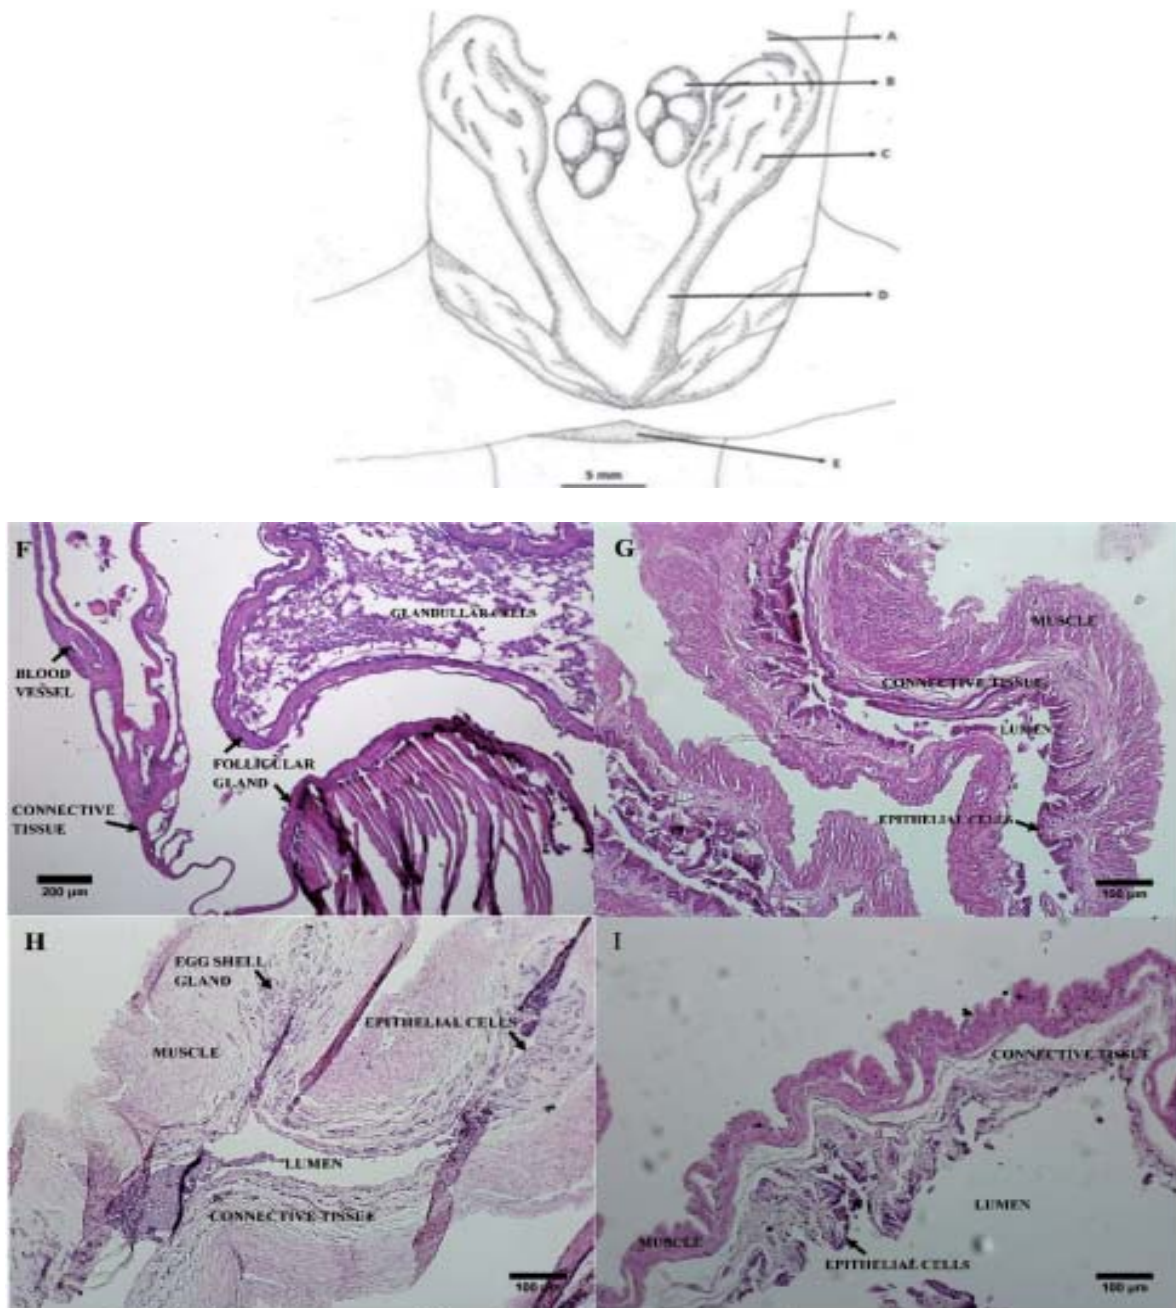 A
B
C
D
E
5 mm
F
GLANDULLAR CELLS
BLOOD
VESSEL
FOLLICULAR
GLAND
CONNECTIVE
TISSUE
200 µm
G
MUSCLE
CONNECTIVE TISSUE
LUMEN
EPITHELIAL CELLS
100 µm
H
EGG SHELL
GLAND
EPITHELIAL CELLS
MUSCLE
LUMEN
CONNECTIVE TISSUE
100 µm
I
CONNECTIVE TISSUE
LUMEN
MUSCLE
EPITHELIAL CELLS
100 µm